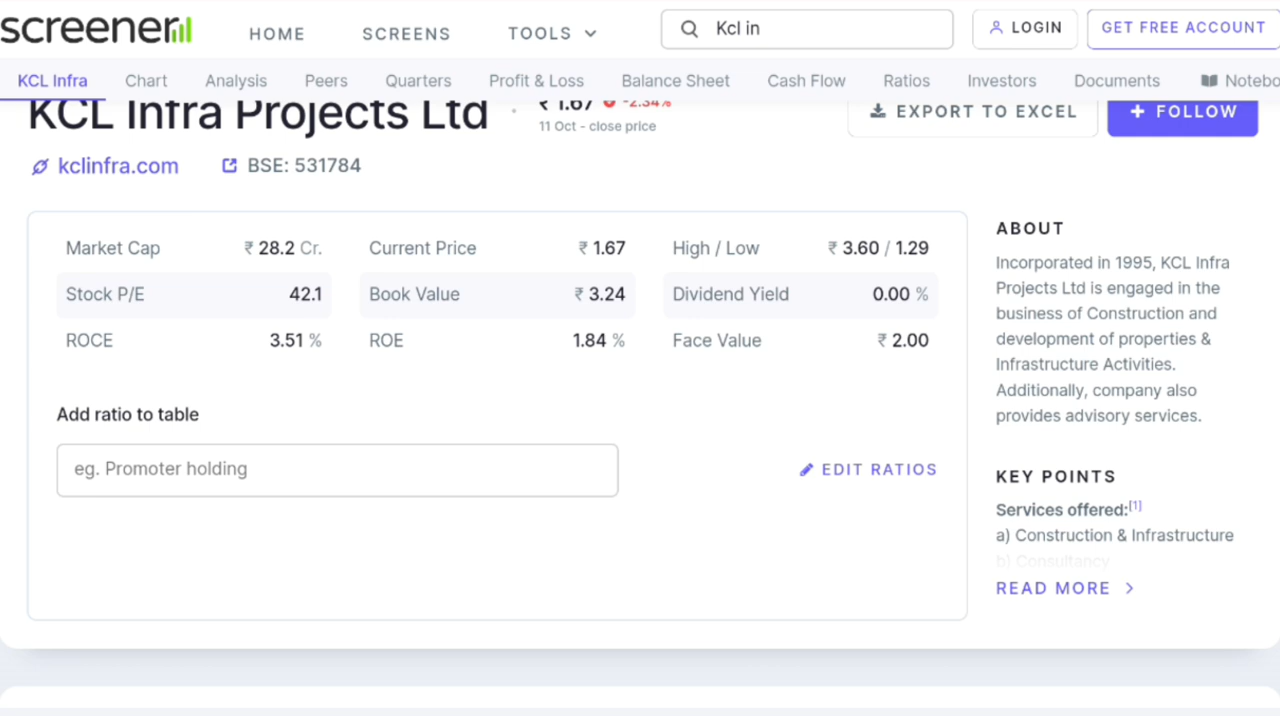 screener
HOME SCREENS TOOLS
Kcl in
LOGIN
GET FREE ACCOUNT
KCL Infra Chart Analysis Peers Quarters Profit & Loss Balance Sheet Cash Flow Ratios Investors Documents Notebo
KCL Infra Projects Ltd
₹ 1.67 -2.34%
11 Oct - close price
EXPORT TO EXCEL
+ FOLLOW
kclinfra.com BSE: 531784
Market Cap ₹ 28.2 Cr. Current Price ₹ 1.67 High / Low ₹ 3.60 / 1.29
Stock P/E 42.1 Book Value ₹ 3.24 Dividend Yield 0.00 %
ROCE 3.51 % ROE 1.84 % Face Value ₹ 2.00
Add ratio to table
eg. Promoter holding
EDIT RATIOS
ABOUT
Incorporated in 1995, KCL Infra
Projects Ltd is engaged in the
business of Construction and
development of properties &
Infrastructure Activities.
Additionally, company also
provides advisory services.
KEY POINTS
Services offered:[1]
a) Construction & Infrastructure
b) Consultancy
READ MORE